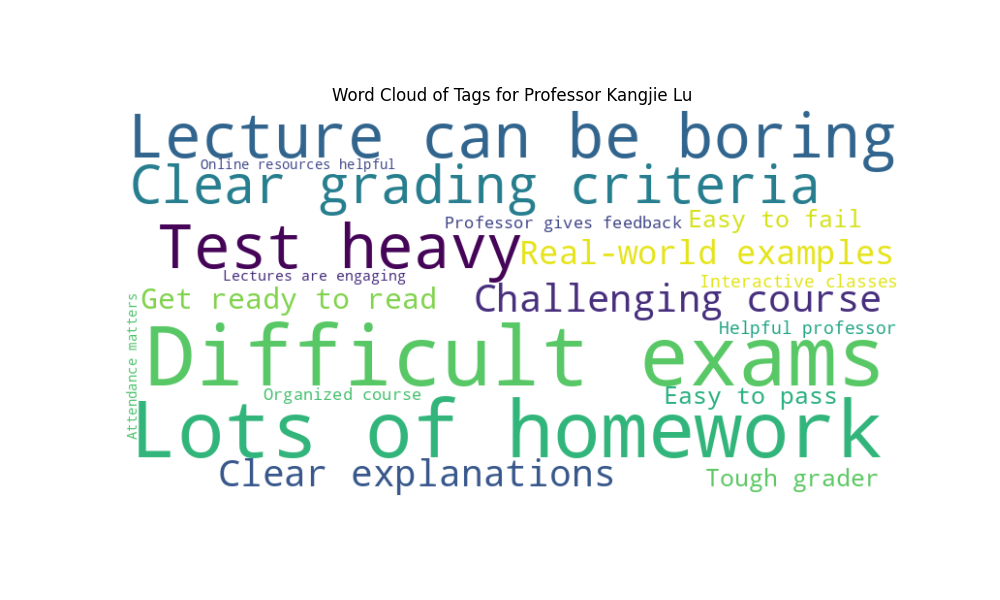 Word Cloud of Tags for Professor Kangjie Lu
Lecture can be boring
Online resources helpful
Clear grading criteria
Professor gives feedback
Easy to fail
Test heavy
Real-world examples
Lectures are engaging
Interactive classes
Get ready to read
Challenging course
Helpful professor
Attendance matters
Difficult exams
Organized course
Easy to pass
Lots of homework
Clear explanations
Tough grader